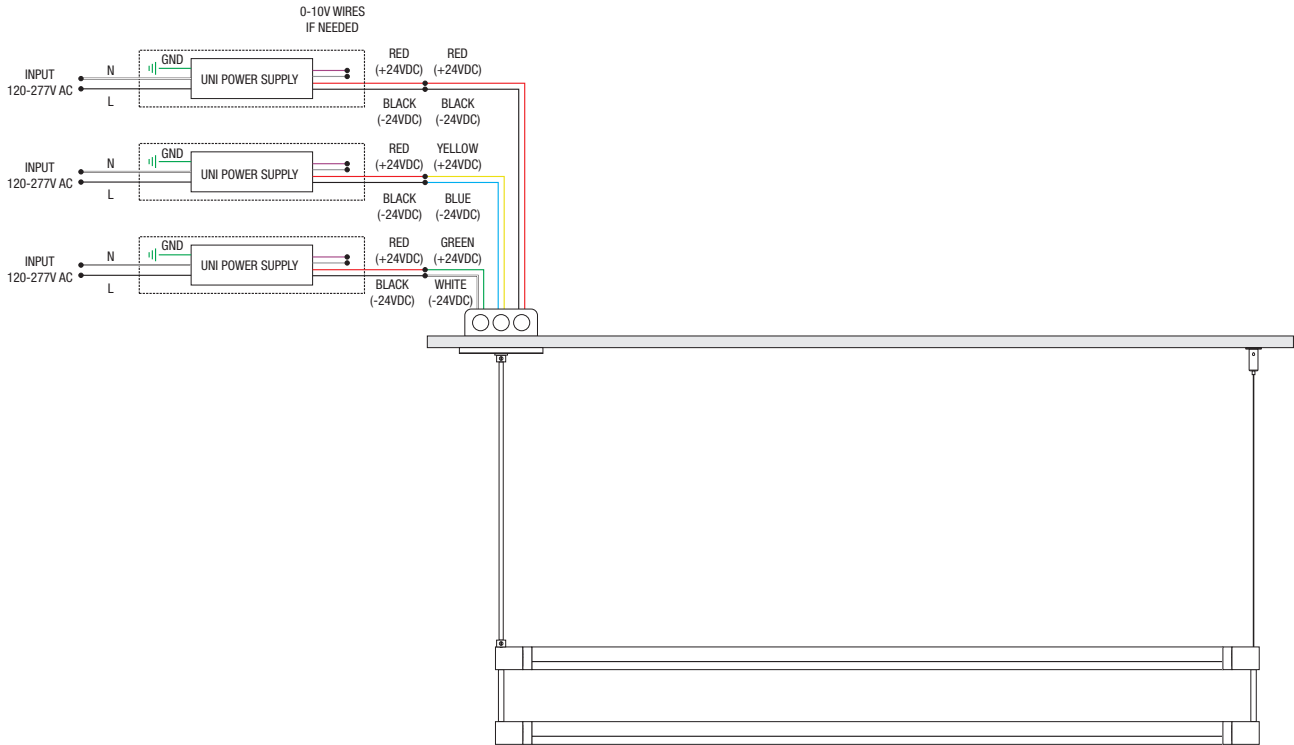 0-10V WIRES
IF NEEDED
GND
RED
(+24VDC)
RED
(+24VDC)
INPUT
120-277V AC
N
L
UNI POWER SUPPLY
BLACK
(-24VDC)
BLACK
(-24VDC)
GND
RED
(+24VDC)
YELLOW
(+24VDC)
INPUT
120-277V AC
N
L
UNI POWER SUPPLY
BLACK
(-24VDC)
BLUE
(-24VDC)
GND
RED
(+24VDC)
GREEN
(+24VDC)
INPUT
120-277V AC
N
L
UNI POWER SUPPLY
BLACK
(-24VDC)
WHITE
(-24VDC)